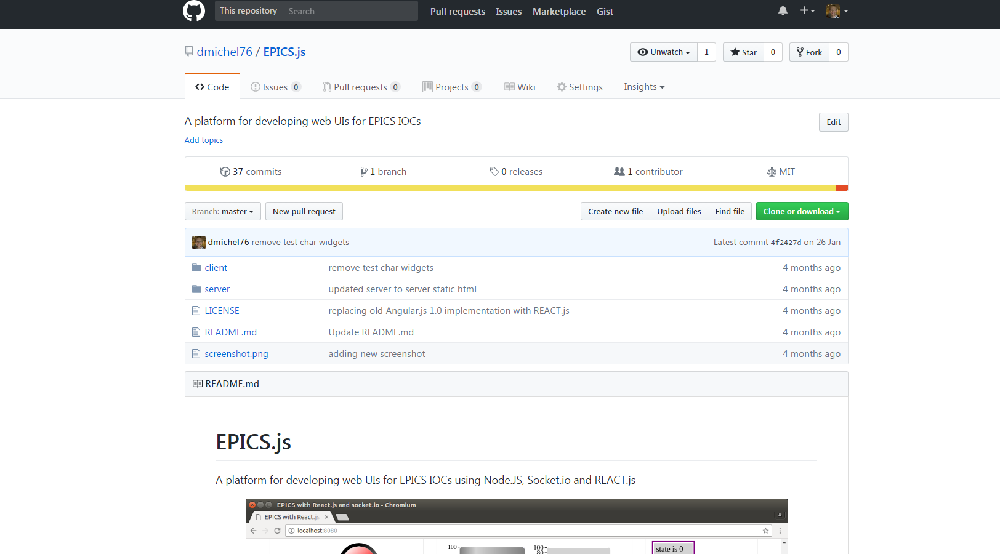 This repository Search Pull requests Issues Marketplace Gist
dmichel76 / EPICS.js Unwatch 1 Star 0 Fork 0
Code Issues 0 Pull requests 0 Projects 0 Wiki Settings Insights
A platform for developing web UIs for EPICS IOCs Edit
Add topics
37 commits 1 branch 0 releases 1 contributor MIT
Branch: master New pull request Create new file Upload files Find file Clone or download
dmichel76 remove test char widgets Latest commit 4f2427d on 26 Jan
client remove test char widgets 4 months ago
server updated server to server static html 4 months ago
LICENSE replacing old Angular.js 1.0 implementation with REACT.js 4 months ago
README.md Update README.md 4 months ago
screenshot.png adding new screenshot 4 months ago
README.md
EPICS.js
A platform for developing web UIs for EPICS IOCs using Node.JS, Socket.io and REACT.js
EPICS with React.js and socket.io - Chromium
EPICS with React.js
localhost:8080
100 100 state is 0
80